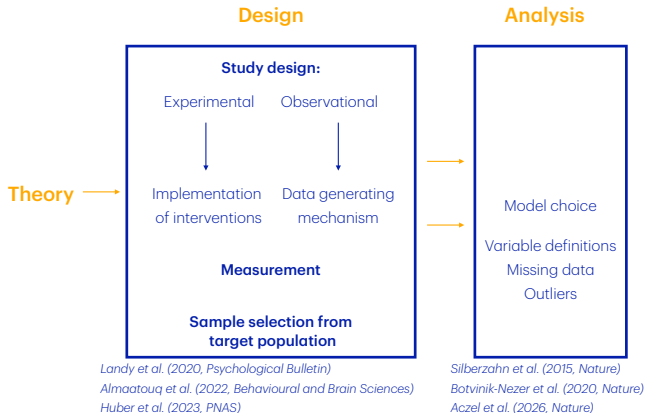 Design
Analysis
Study design:
Experimental
Observational
Theory
Implementation
of interventions
Data generating
mechanism
Measurement
Sample selection from
target population
Model choice
Variable definitions
Missing data
Outliers
Landy et al. (2020, Psychological Bulletin)
Almaatouq et al. (2022, Behavioural and Brain Sciences)
Huber et al. (2023, PNAS)
Silberzahn et al. (2015, Nature)
Botvinik-Nezer et al. (2020, Nature)
Aczel et al. (2026, Nature)